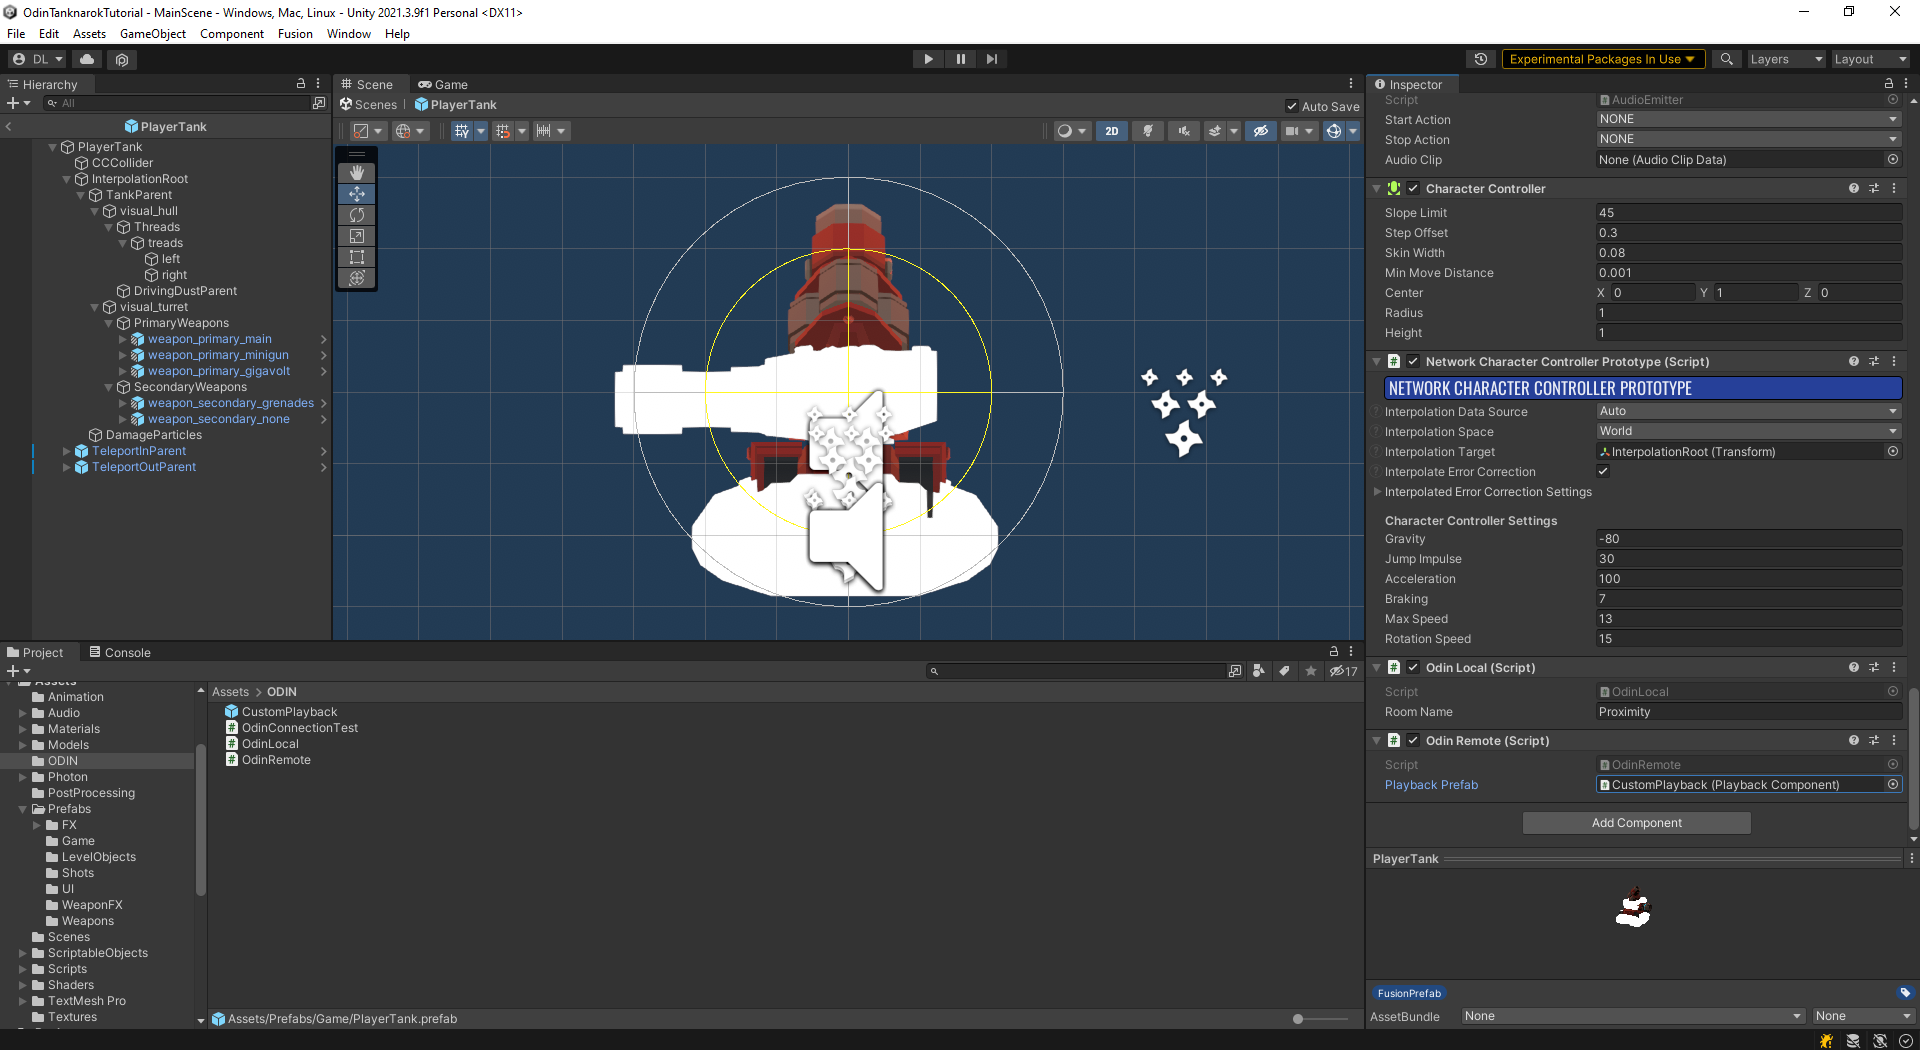 OdinTanknarokTutorial - MainScene - Windows, Mac, Linux - Unity 2021.3.9f1 Personal <DX11>
File Edit Assets GameObject Component Fusion Window Help
DL
Experimental Packages In Use
Layers
Layout
Hierarchy
All
PlayerTank
PlayerTank
CCCollider
InterpolationRoot
TankParent
visual_hull
Threads
treads
left
right
DrivingDustParent
visual_turret
PrimaryWeapons
weapon_primary_main
weapon_primary_minigun
weapon_primary_gigavolt
SecondaryWeapons
weapon_secondary_grenades
weapon_secondary_none
DamageParticles
TeleportInParent
TeleportOutParent
Scene
Game
Scenes
PlayerTank
Auto Save
2D
Project
Console
17
Assets
Animation
Audio
Materials
Models
ODIN
Photon
PostProcessing
Prefabs
FX
Game
LevelObjects
Shots
UI
WeaponFX
Weapons
Scenes
ScriptableObjects
Scripts
Shaders
TextMesh Pro
Textures
Assets > ODIN
CustomPlayback
OdinConnectionTest
OdinLocal
OdinRemote
Assets/Prefabs/Game/PlayerTank.prefab
Inspector
Script AudioEmitter
Start Action NONE
Stop Action NONE
Audio Clip None (Audio Clip Data)
Character Controller
Slope Limit 45
Step Offset 0.3
Skin Width 0.08
Min Move Distance 0.001
Center X 0 Y 1 Z 0
Radius 1
Height 1
Network Character Controller Prototype (Script)
NETWORK CHARACTER CONTROLLER PROTOTYPE
Interpolation Data Source Auto
Interpolation Space World
Interpolation Target InterpolationRoot (Transform)
Interpolate Error Correction
Interpolated Error Correction Settings
Character Controller Settings
Gravity -80
Jump Impulse 30
Acceleration 100
Braking 7
Max Speed 13
Rotation Speed 15
Odin Local (Script)
Script OdinLocal
Room Name Proximity
Odin Remote (Script)
Script OdinRemote
Playback Prefab CustomPlayback (Playback Component)
Add Component
PlayerTank
FusionPrefab
AssetBundle None None